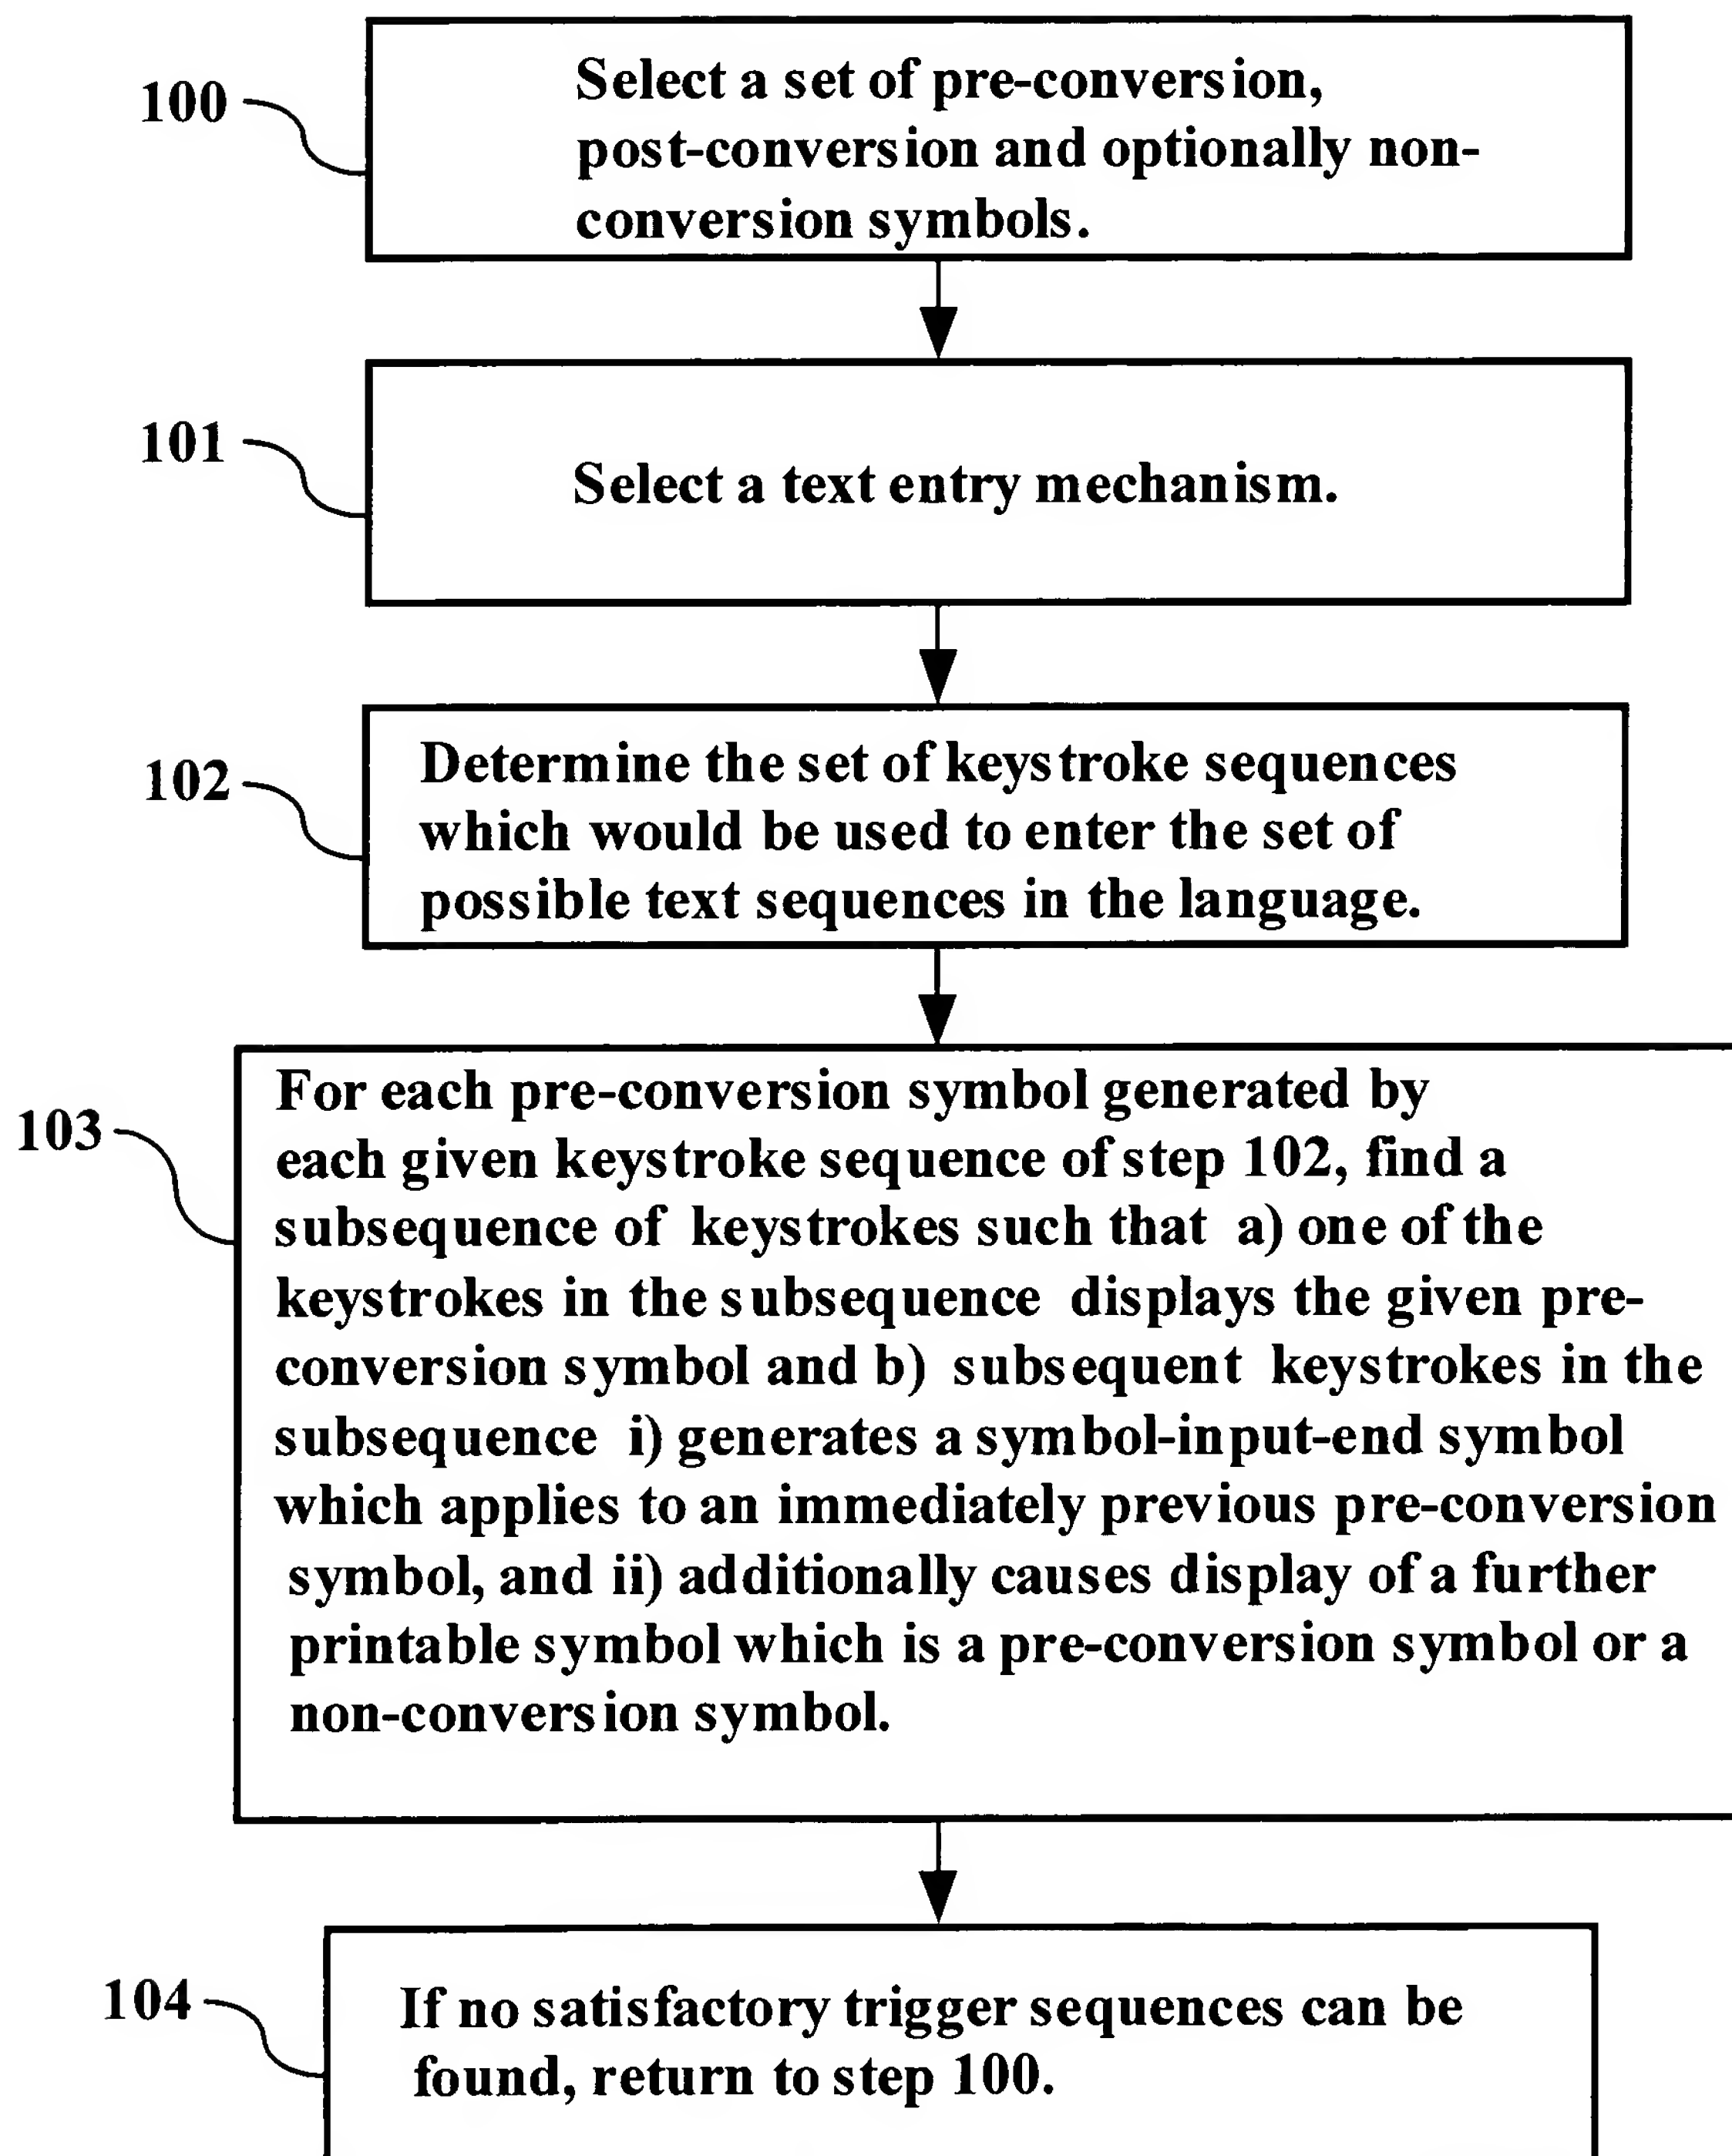 100
Select a set of pre-conversion,
post-conversion and optionally non-
conversion symbols.
101
Select a text entry mechanism.
102
Determine the set of keystroke sequences
which would be used to enter the set of
possible text sequences in the language.
103
For each pre-conversion symbol generated by
each given keystroke sequence of step 102, find a
subsequence of keystrokes such that a) one of the
keystrokes in the subsequence displays the given pre-
conversion symbol and b) subsequent keystrokes in the
subsequence i) generates a symbol-input-end symbol
which applies to an immediately previous pre-conversion
symbol, and ii) additionally causes display of a further
printable symbol which is a pre-conversion symbol or a
non-conversion symbol.
104
If no satisfactory trigger sequences can be
found, return to step 100.